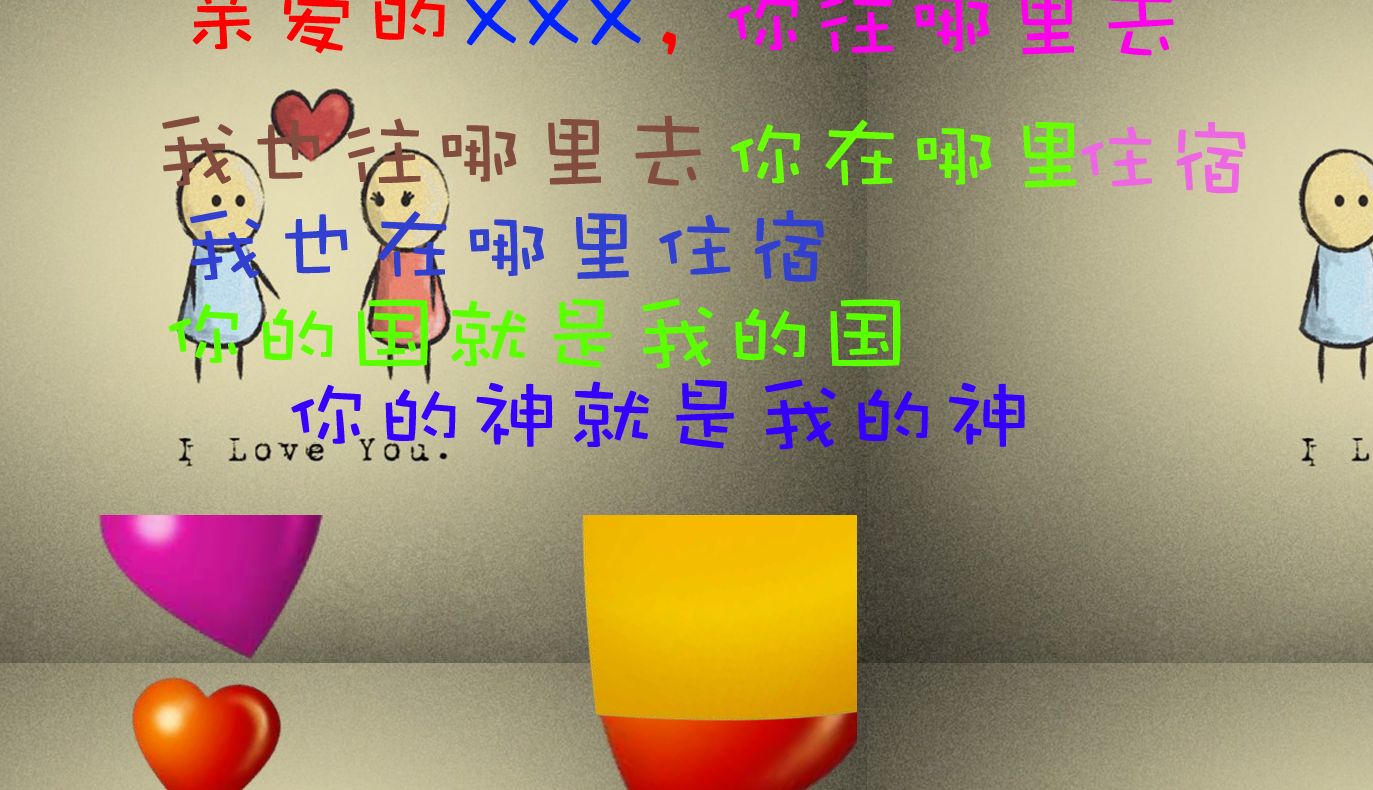 亲爱的XXX，你往哪里去
我也往哪里去你在哪里住宿
我也在哪里住宿
你的国就是我的国
你的神就是我的神
I Love You.
I L